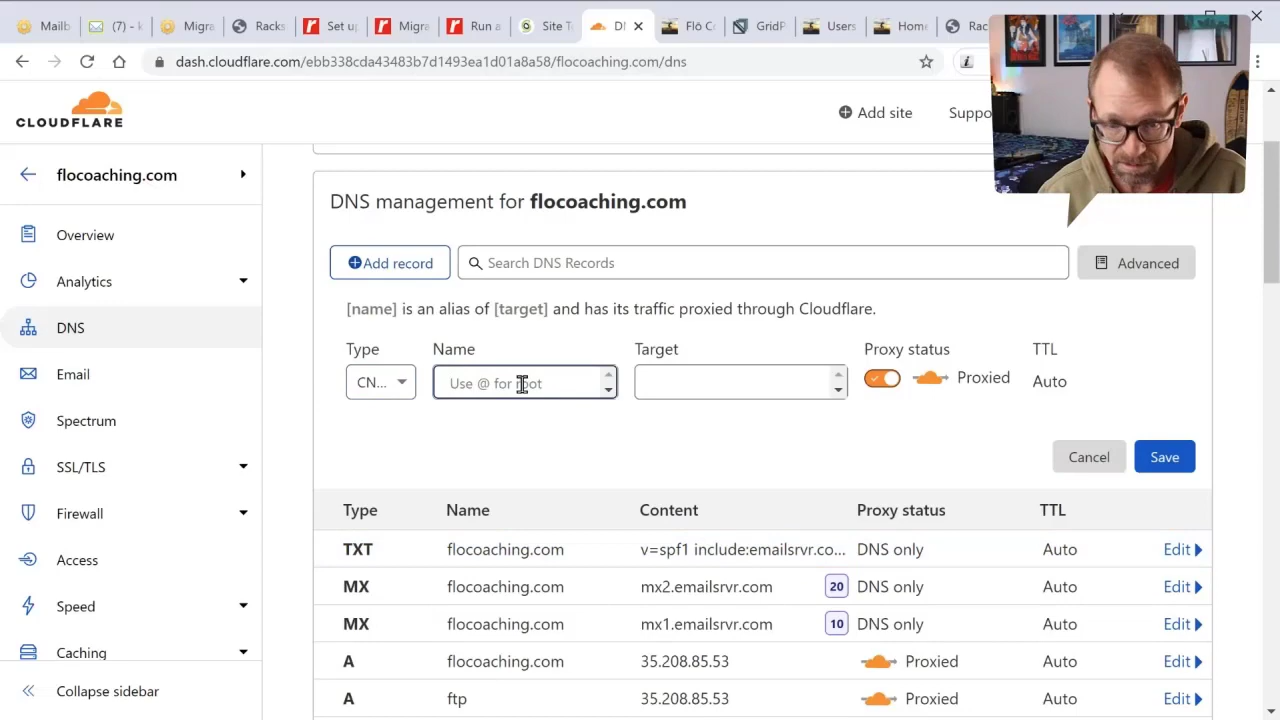 Mailb
(7) - k
Migra
Racks
Set up
Migra
Run a
Site T
DN
Flō Co
GridP
Users
Home
Rac
dash.cloudflare.com/ebb338cda43483b7d1493ea1d01a8a58/flocoaching.com/dns
CLOUDFLARE
Add site
Suppo
flocoaching.com
Overview
Analytics
DNS
Email
Spectrum
SSL/TLS
Firewall
Access
Speed
Caching
Collapse sidebar
DNS management for flocoaching.com
Add record
Search DNS Records
Advanced
[name] is an alias of [target] and has its traffic proxied through Cloudflare.
Type Name Target Proxy status TTL
CN... Use @ for root Proxied Auto
Cancel Save
Type Name Content Proxy status TTL
TXT flocoaching.com v=spf1 include:emailsrvr.co... DNS only Auto Edit
MX flocoaching.com mx2.emailsrvr.com 20 DNS only Auto Edit
MX flocoaching.com mx1.emailsrvr.com 10 DNS only Auto Edit
A flocoaching.com 35.208.85.53 Proxied Auto Edit
A ftp 35.208.85.53 Proxied Auto Edit